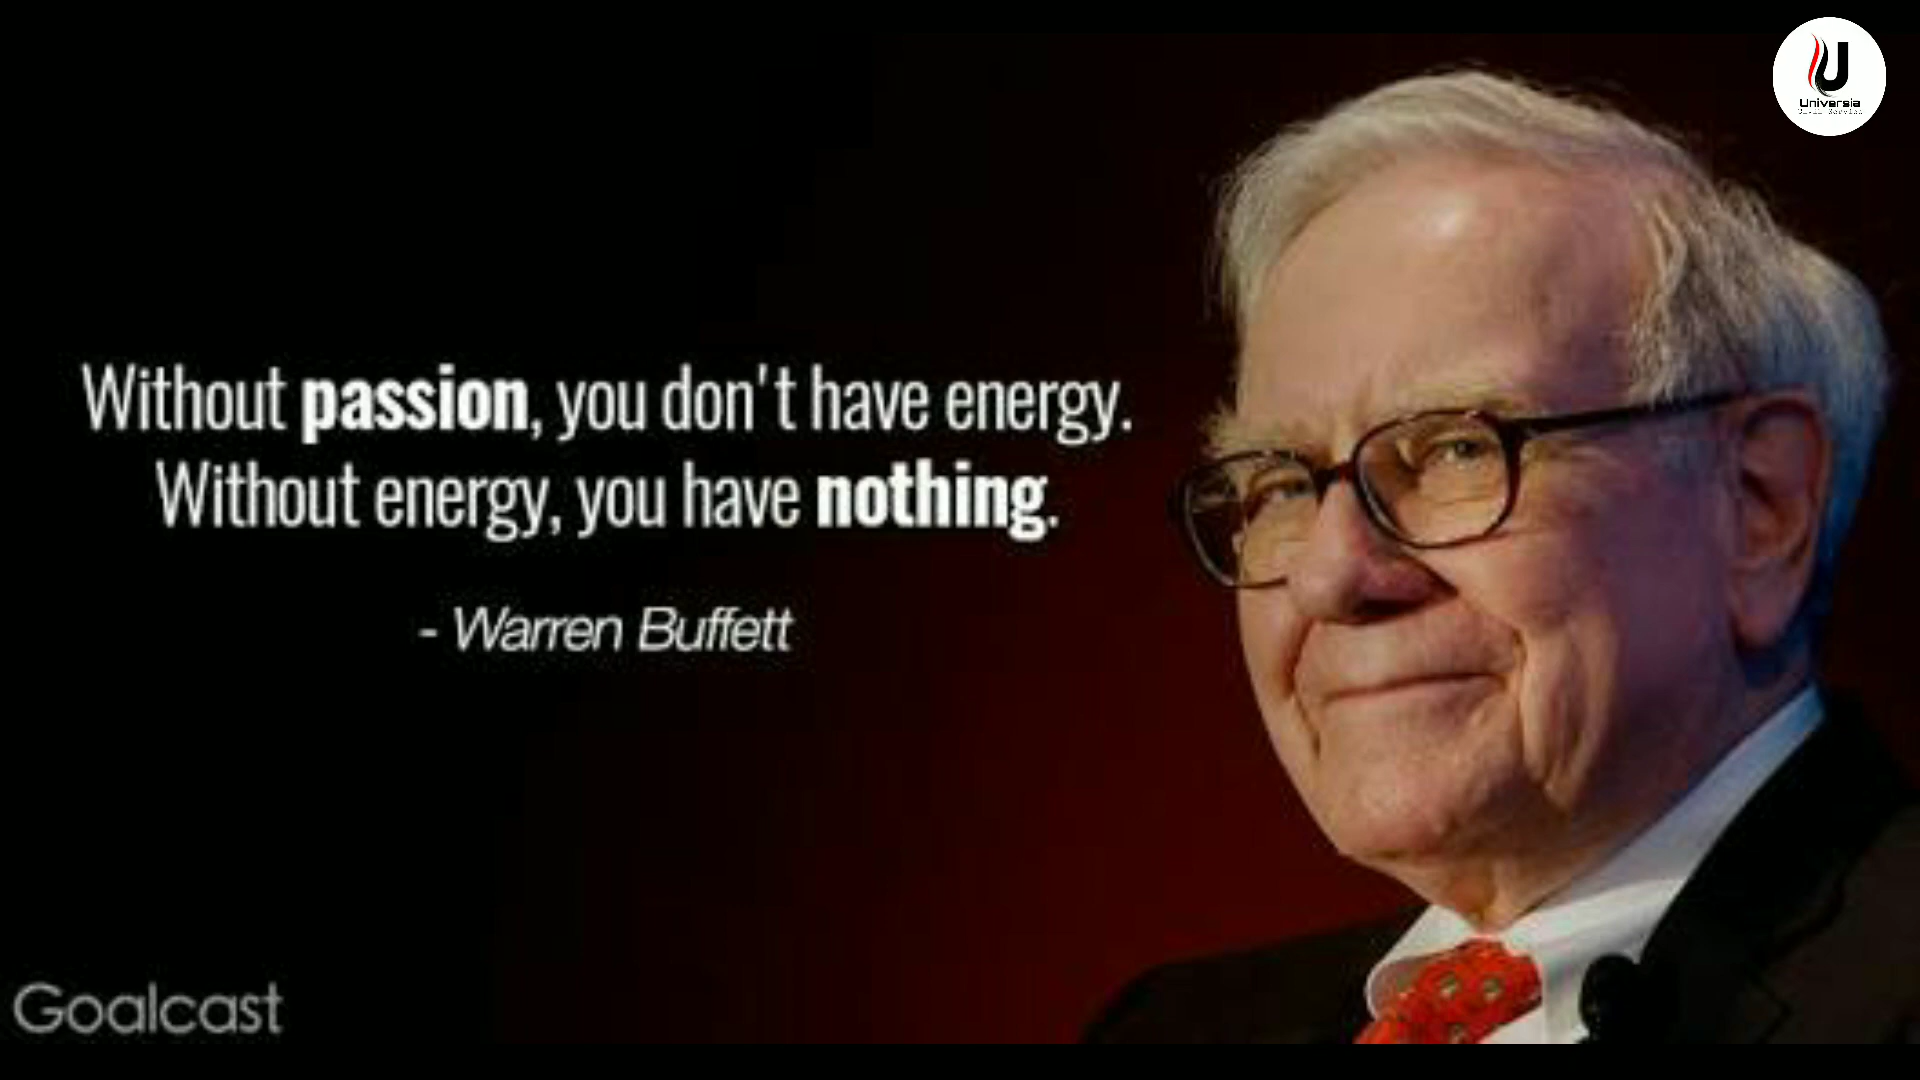 Universia
Without passion, you don't have energy.
Without energy, you have nothing.
- Warren Buffett
Goalcast